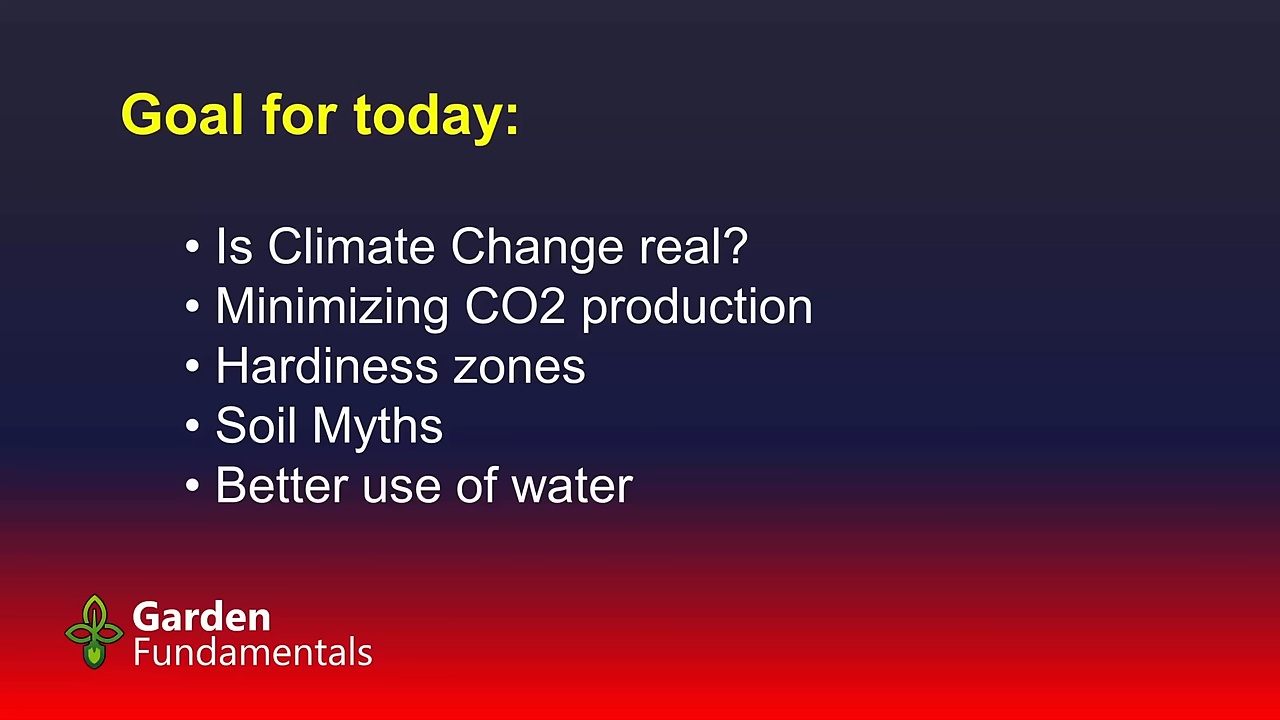 Goal for today:
• Is Climate Change real?
• Minimizing CO2 production
• Hardiness zones
• Soil Myths
• Better use of water
Garden
Fundamentals